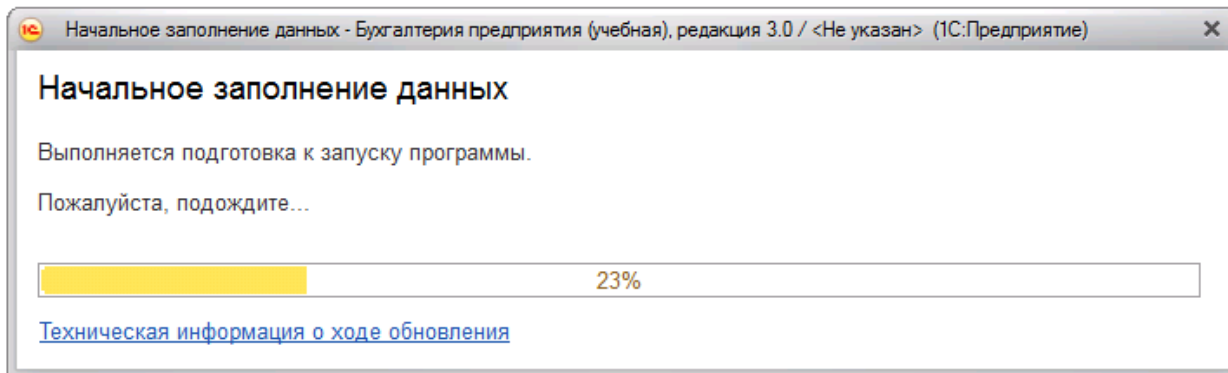 1С Начальное заполнение данных - Бухгалтерия предприятия (учебная), редакция 3.0 / <Не указан> (1С:Предприятие)
Начальное заполнение данных
Выполняется подготовка к запуску программы.
Пожалуйста, подождите...
23%
Техническая информация о ходе обновления